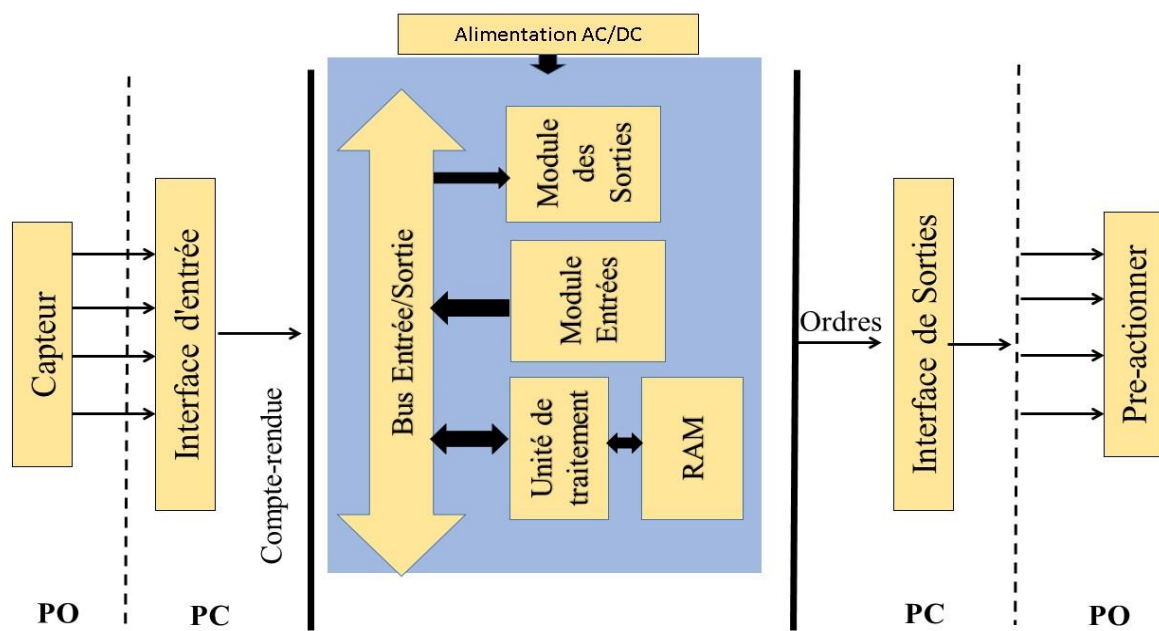 Alimentation AC/DC
Capteur
Interface d'entrée
Compte-rendue
Bus Entrée/Sortie
Module
des
Sorties
Module
Entrées
Unité de
traitement
RAM
Ordres
Interface de Sorties
Pre-actionner
PO
PC
PC
PO